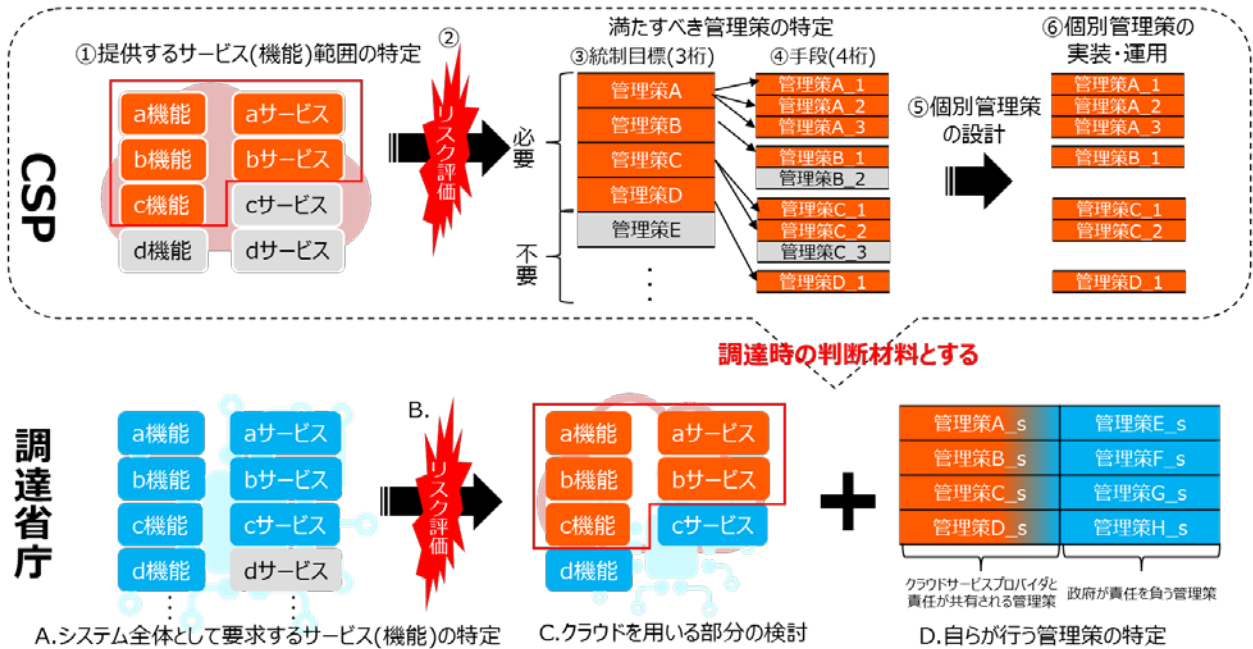 CSP
①提供するサービス(機能)範囲の特定
a機能
aサービス
b機能
bサービス
c機能
cサービス
d機能
dサービス
②
リスク評価
満たすべき管理策の特定
③統制目標(3桁)
必要
不要
管理策A
管理策B
管理策C
管理策D
管理策E
④手段(4桁)
管理策A_1
管理策A_2
管理策A_3
管理策B_1
管理策B_2
管理策C_1
管理策C_2
管理策C_3
管理策D_1
⑤個別管理策
の設計
⑥個別管理策の
実装・運用
管理策A_1
管理策A_2
管理策A_3
管理策B_1
管理策C_1
管理策C_2
管理策D_1
調達時の判断材料とする
調達省庁
a機能
aサービス
b機能
bサービス
c機能
cサービス
d機能
dサービス
A.システム全体として要求するサービス(機能)の特定
B.
リスク評価
a機能
aサービス
b機能
bサービス
c機能
cサービス
d機能
C.クラウドを用いる部分の検討
管理策A_s
管理策E_s
管理策B_s
管理策F_s
管理策C_s
管理策G_s
管理策D_s
管理策H_s
クラウドサービスプロバイダと
責任が共有される管理策
政府が責任を負う管理策
D.自らが行う管理策の特定